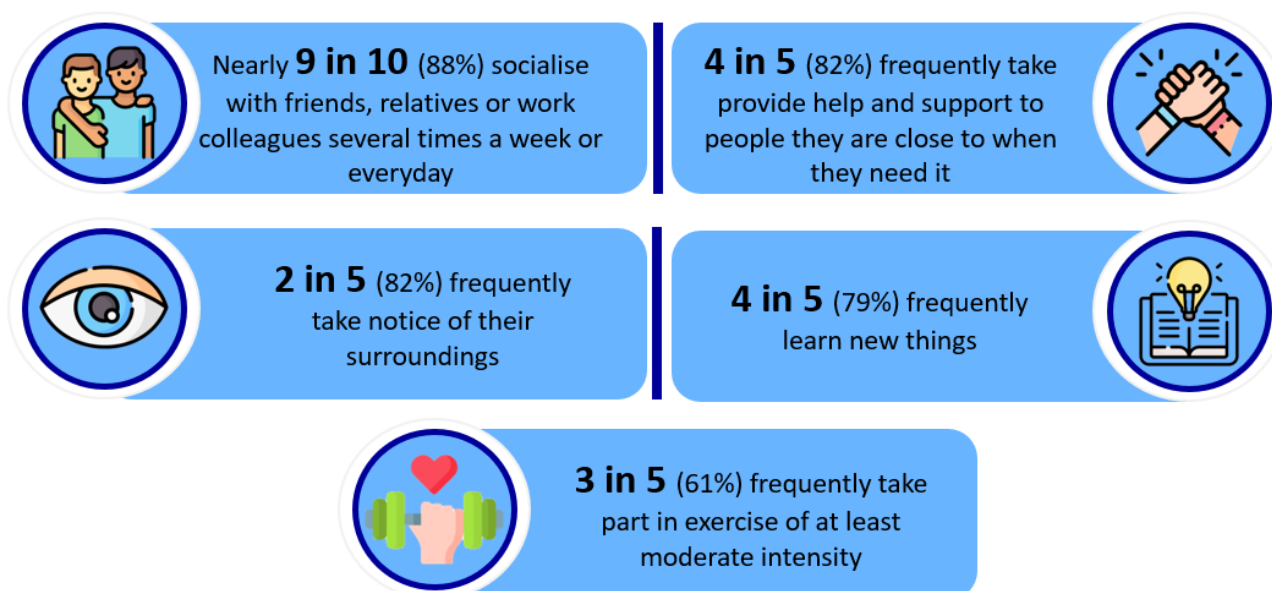 Nearly 9 in 10 (88%) socialise
with friends, relatives or work
colleagues several times a week or
everyday
4 in 5 (82%) frequently take
provide help and support to
people they are close to when
they need it
2 in 5 (82%) frequently
take notice of their
surroundings
4 in 5 (79%) frequently
learn new things
3 in 5 (61%) frequently take
part in exercise of at least
moderate intensity